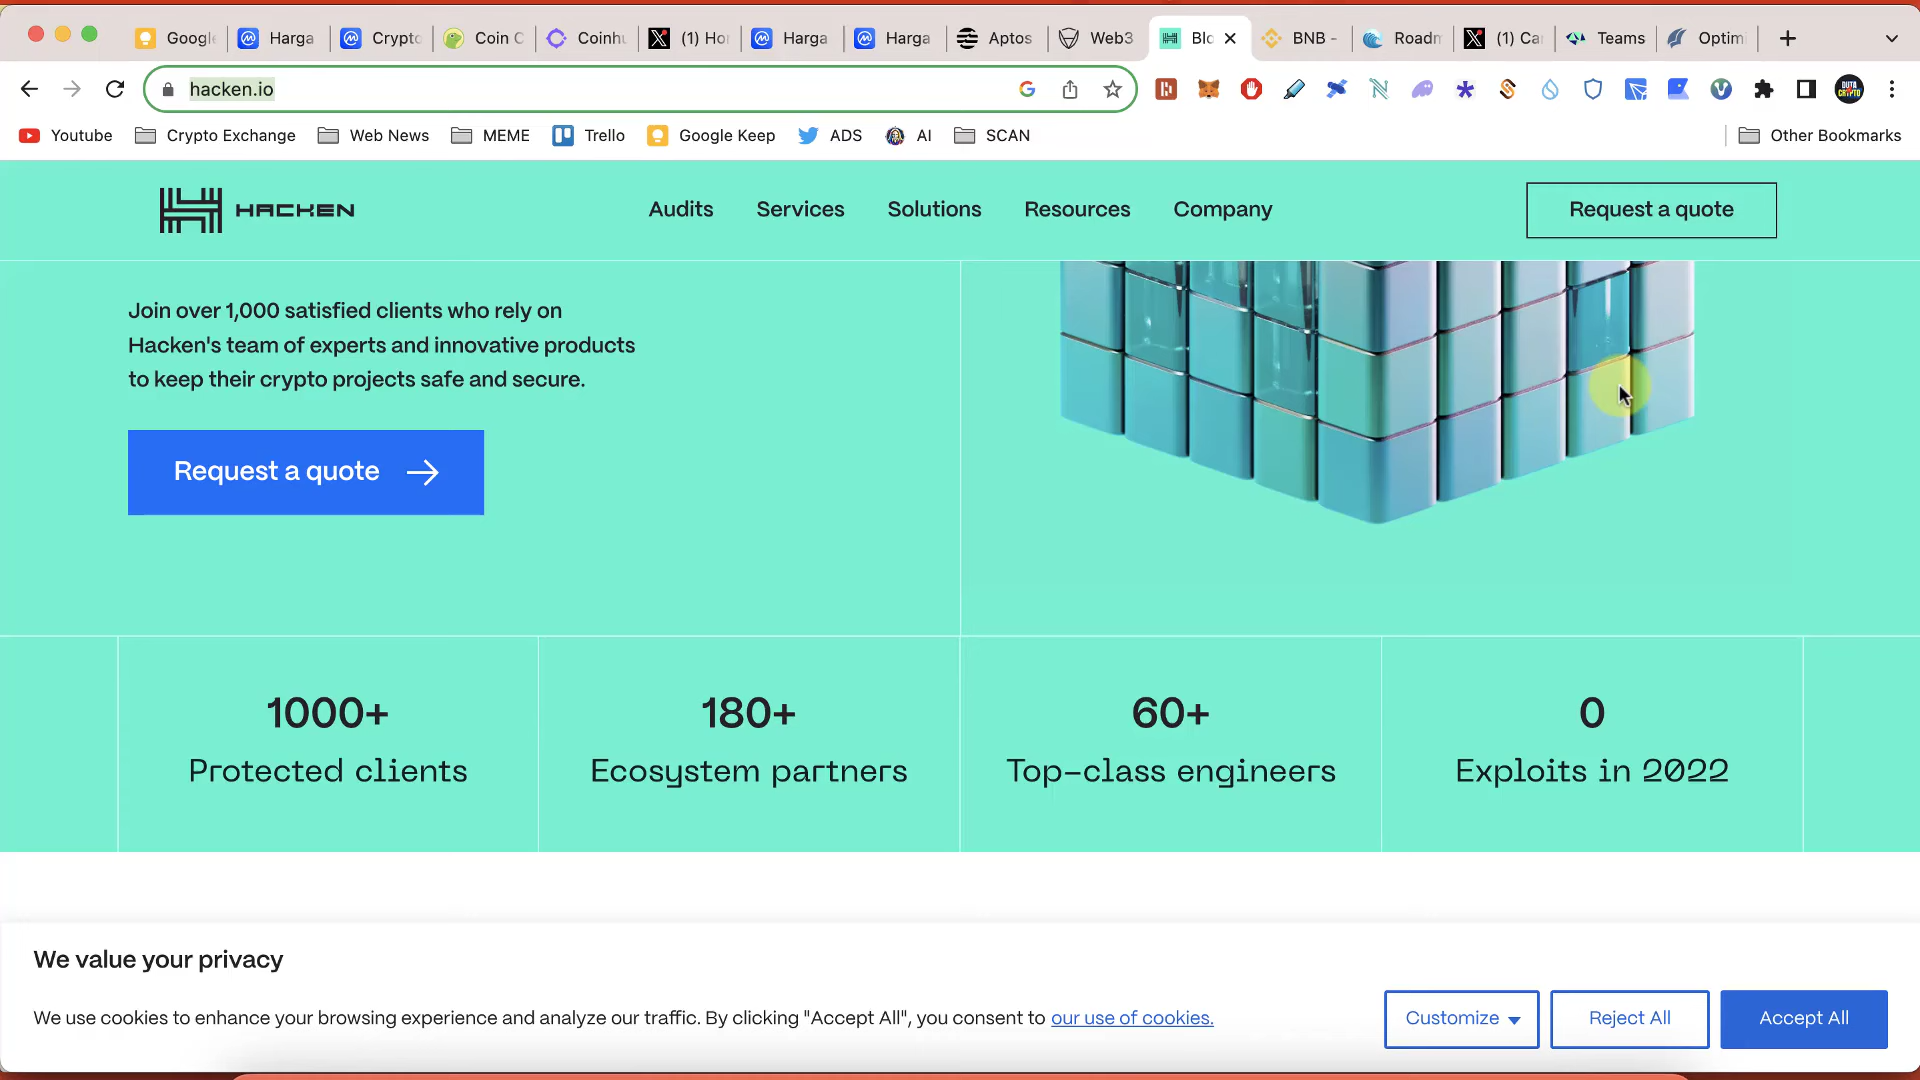 Google
Harga
Crypto
Coin C
Coinhu
(1) Ho
Harga
Harga
Aptos
Web3
Blo
BNB -
Roadm
(1) Ca
Teams
Optimi
hacken.io
Youtube
Crypto Exchange
Web News
MEME
Trello
Google Keep
ADS
AI
SCAN
Other Bookmarks
HACKEN
Audits
Services
Solutions
Resources
Company
Request a quote
Join over 1,000 satisfied clients who rely on
Hacken's team of experts and innovative products
to keep their crypto projects safe and secure.
Request a quote
1000+
Protected clients
180+
Ecosystem partners
60+
Top-class engineers
0
Exploits in 2022
We value your privacy
We use cookies to enhance your browsing experience and analyze our traffic. By clicking "Accept All", you consent to our use of cookies.
Customize
Reject All
Accept All